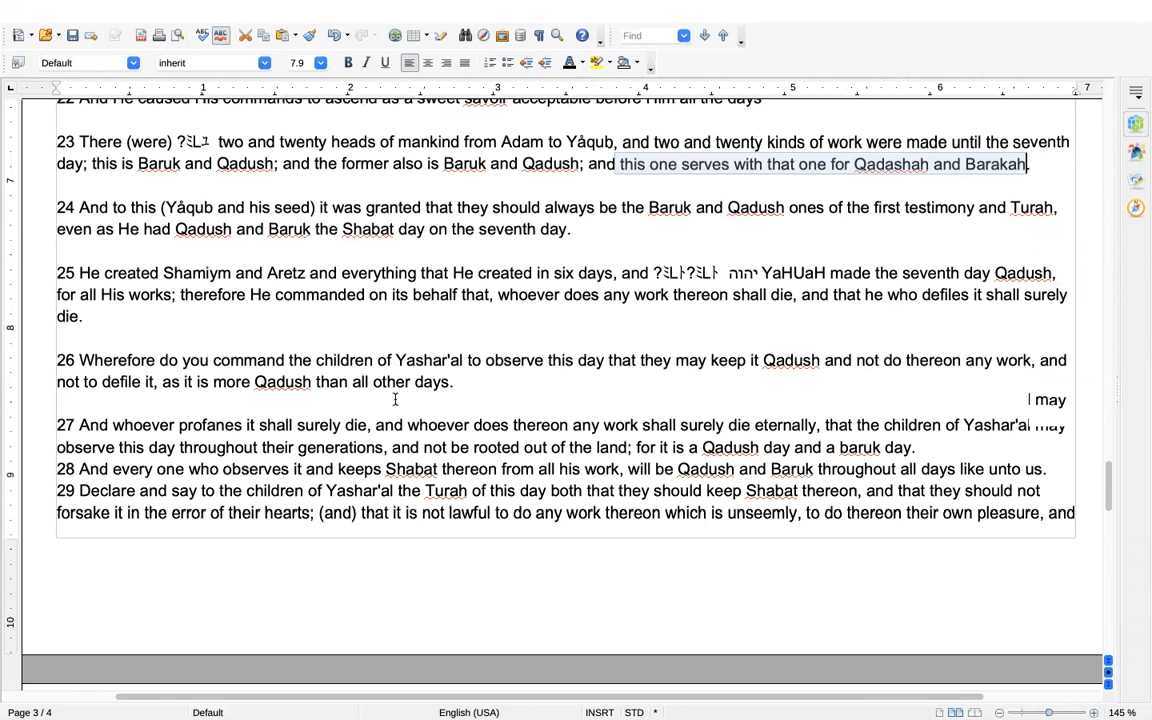 Find
Default
inherit
7.9
B I U
1 2 3 4 5 6 7
22 And He caused His commands to ascend as a sweet savoir acceptable before Him all the days
23 There (were) two and twenty heads of mankind from Adam to Yåqub, and two and twenty kinds of work were made until the seventh
day; this is Baruk and Qadush; and the former also is Baruk and Qadush; and this one serves with that one for Qadashah and Barakah.
24 And to this (Yåqub and his seed) it was granted that they should always be the Baruk and Qadush ones of the first testimony and Turah,
even as He had Qadush and Baruk the Shabat day on the seventh day.
25 He created Shamiym and Aretz and everything that He created in six days, and יהוה YaHUaH made the seventh day Qadush,
for all His works; therefore He commanded on its behalf that, whoever does any work thereon shall die, and that he who defiles it shall surely
die.
26 Wherefore do you command the children of Yashar'al to observe this day that they may keep it Qadush and not do thereon any work, and
not to defile it, as it is more Qadush than all other days.
may
27 And whoever profanes it shall surely die, and whoever does thereon any work shall surely die eternally, that the children of Yashar'al may
observe this day throughout their generations, and not be rooted out of the land; for it is a Qadush day and a baruk day.
28 And every one who observes it and keeps Shabat thereon from all his work, will be Qadush and Baruk throughout all days like unto us.
29 Declare and say to the children of Yashar'al the Turah of this day both that they should keep Shabat thereon, and that they should not
forsake it in the error of their hearts; (and) that it is not lawful to do any work thereon which is unseemly, to do thereon their own pleasure, and
7
8
9
10
Page 3 / 4
Default
English (USA)
INSRT
STD
*
145 %